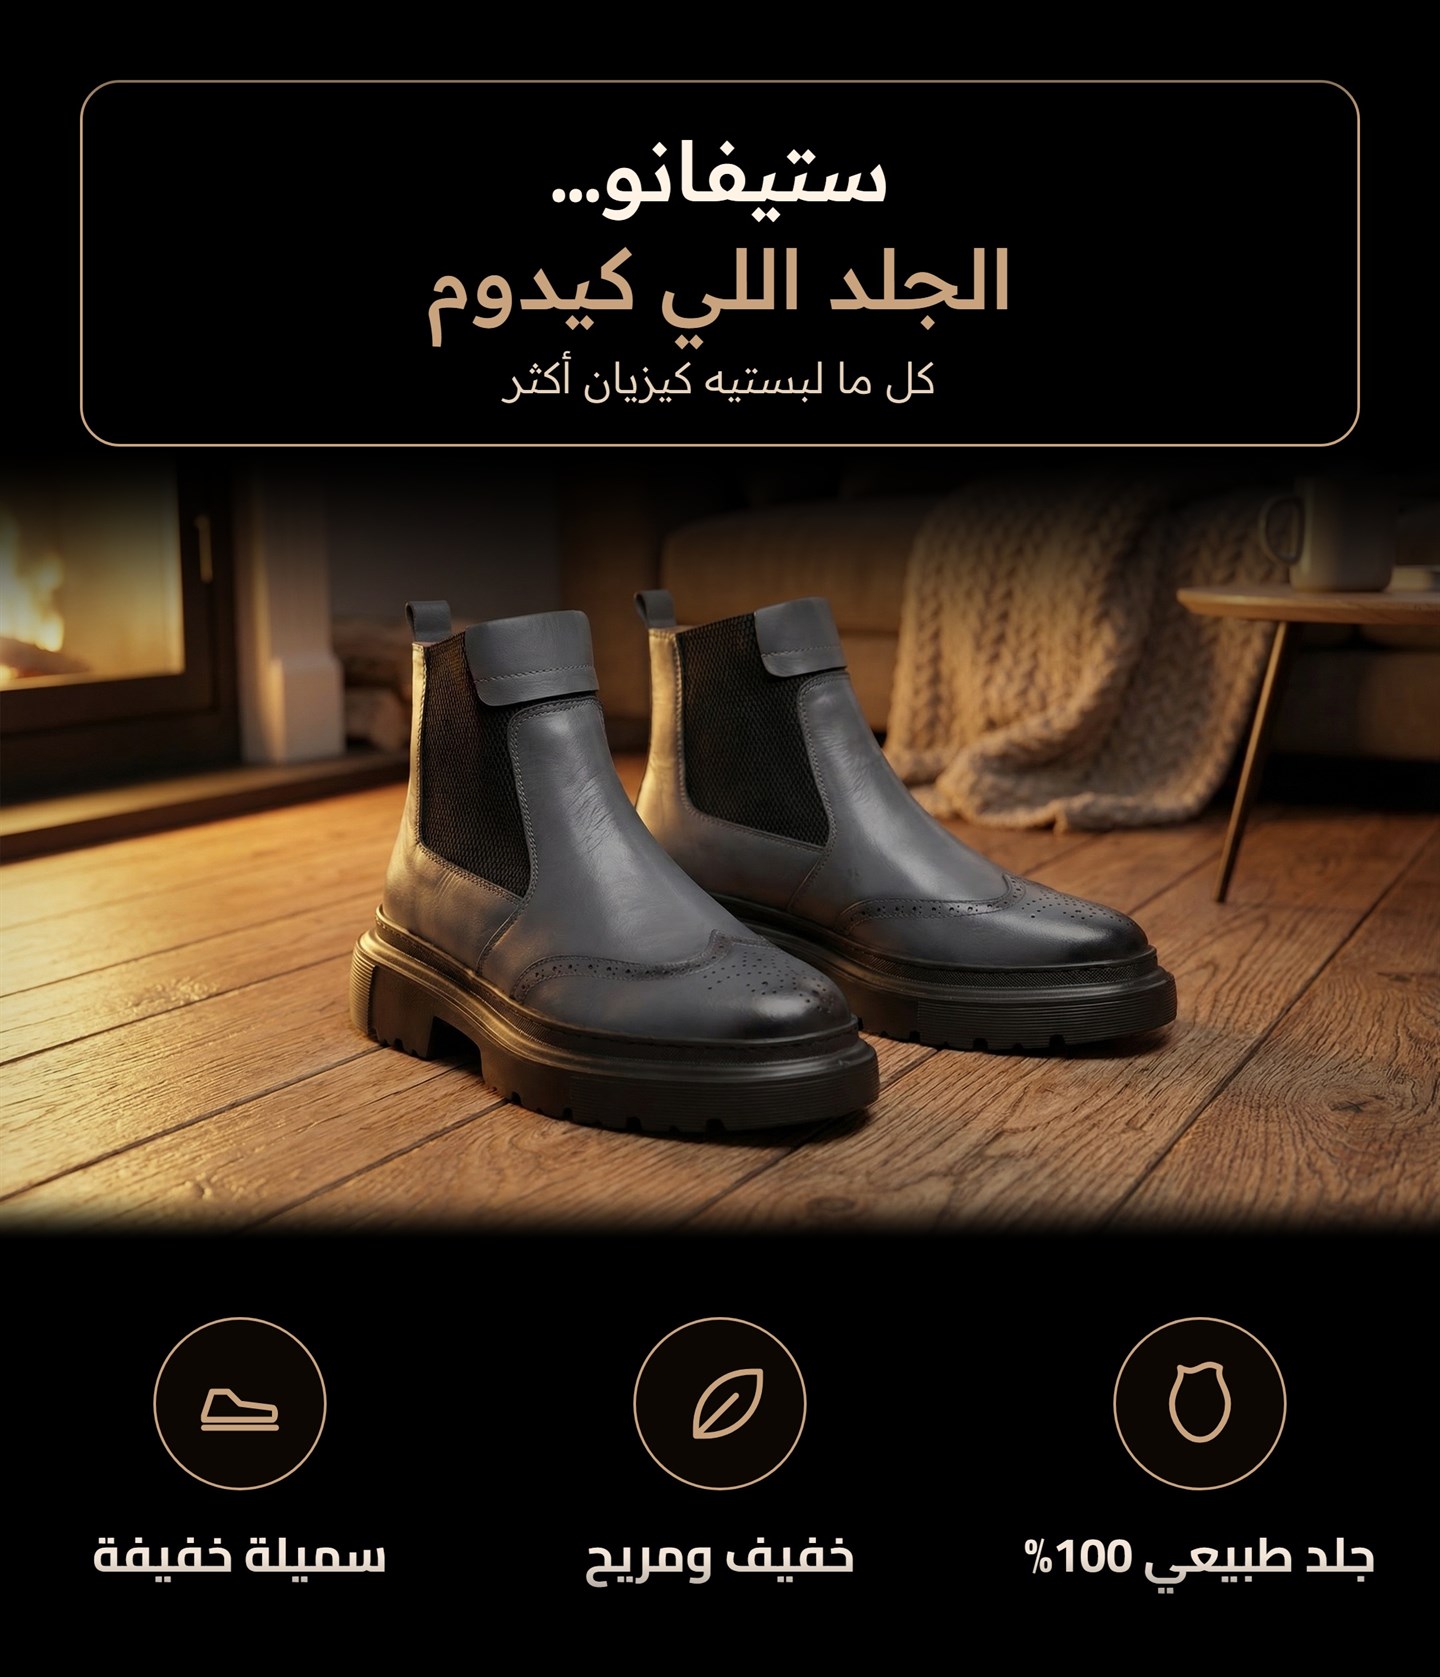 ستيفانو...
الجلد اللي كيدوم
كل ما لبستيه كيزيان أكثر
جلد طبيعي 100%
خفيف ومريح
سميلة خفيفة